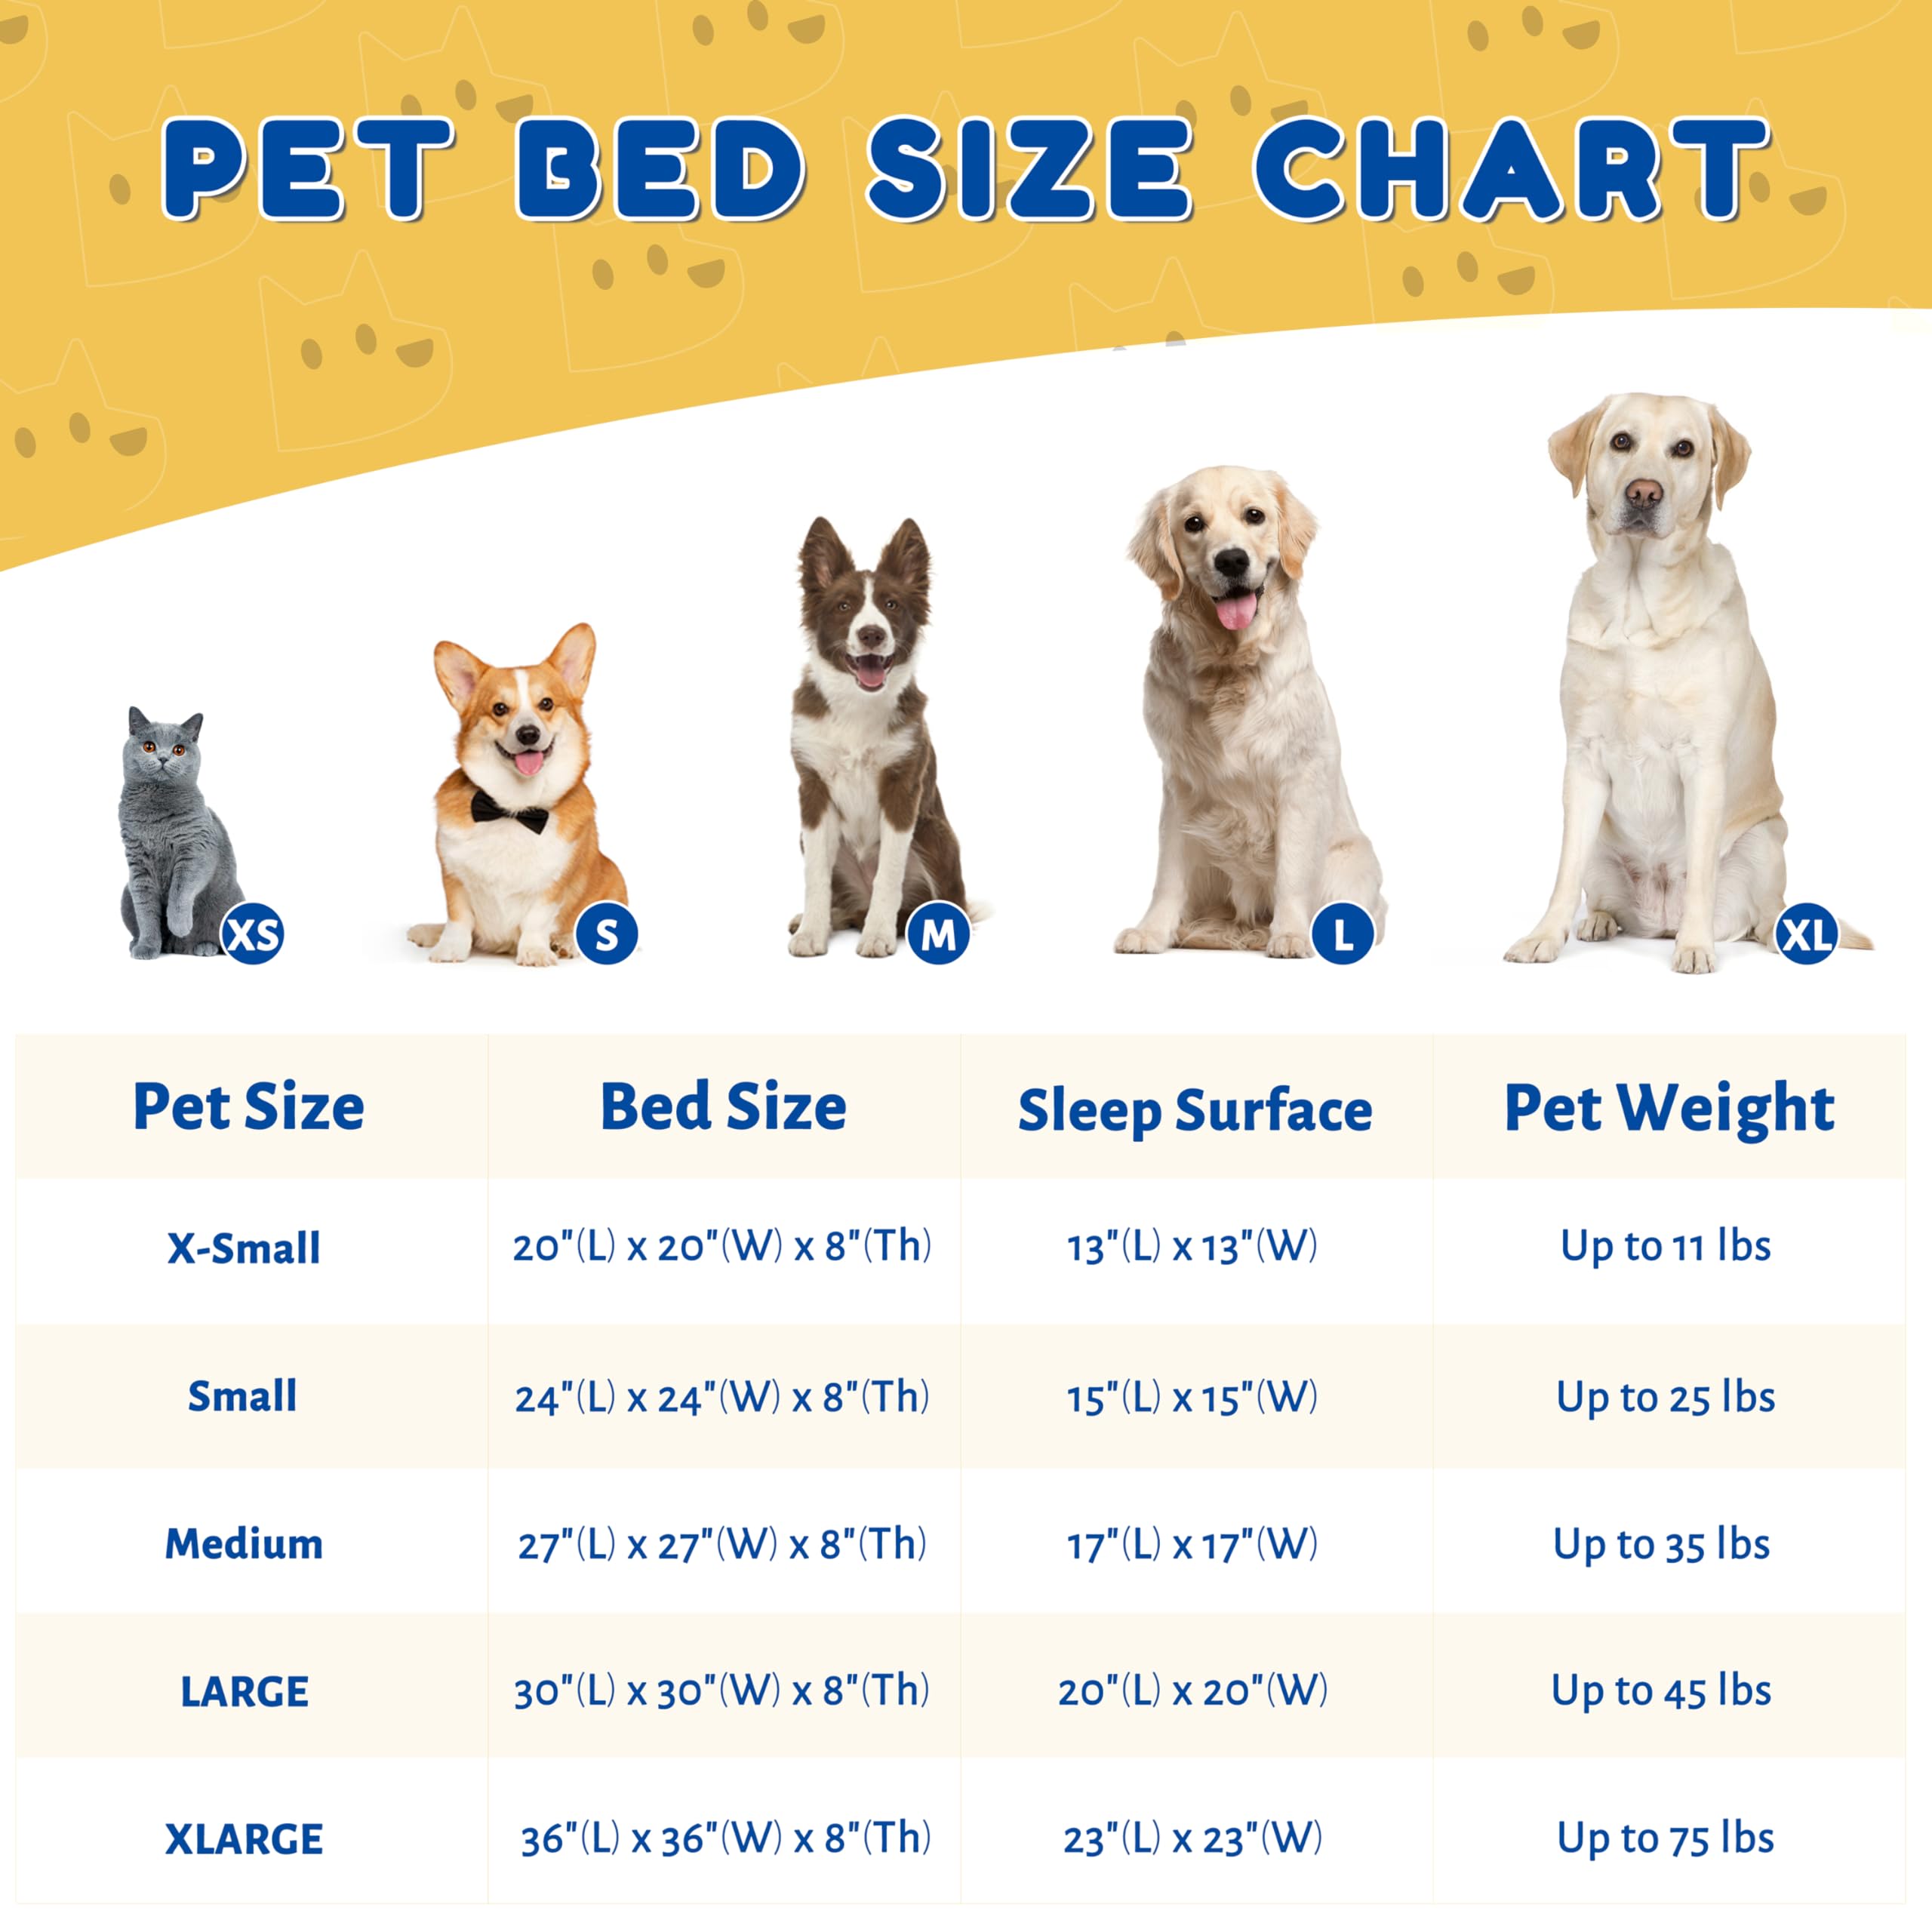 PET BED SIZE CHART
XS
S
M
L
XL
Pet Size Bed Size Sleep Surface Pet Weight
X-Small 20"(L) x 20"(W) x 8"(Th) 13"(L) x 13"(W) Up to 11 lbs
Small 24"(L) x 24"(W) x 8"(Th) 15"(L) x 15"(W) Up to 25 lbs
Medium 27"(L) x 27"(W) x 8"(Th) 17"(L) x 17"(W) Up to 35 lbs
LARGE 30"(L) x 30"(W) x 8"(Th) 20"(L) x 20"(W) Up to 45 lbs
XLARGE 36"(L) x 36"(W) x 8"(Th) 23"(L) x 23"(W) Up to 75 lbs